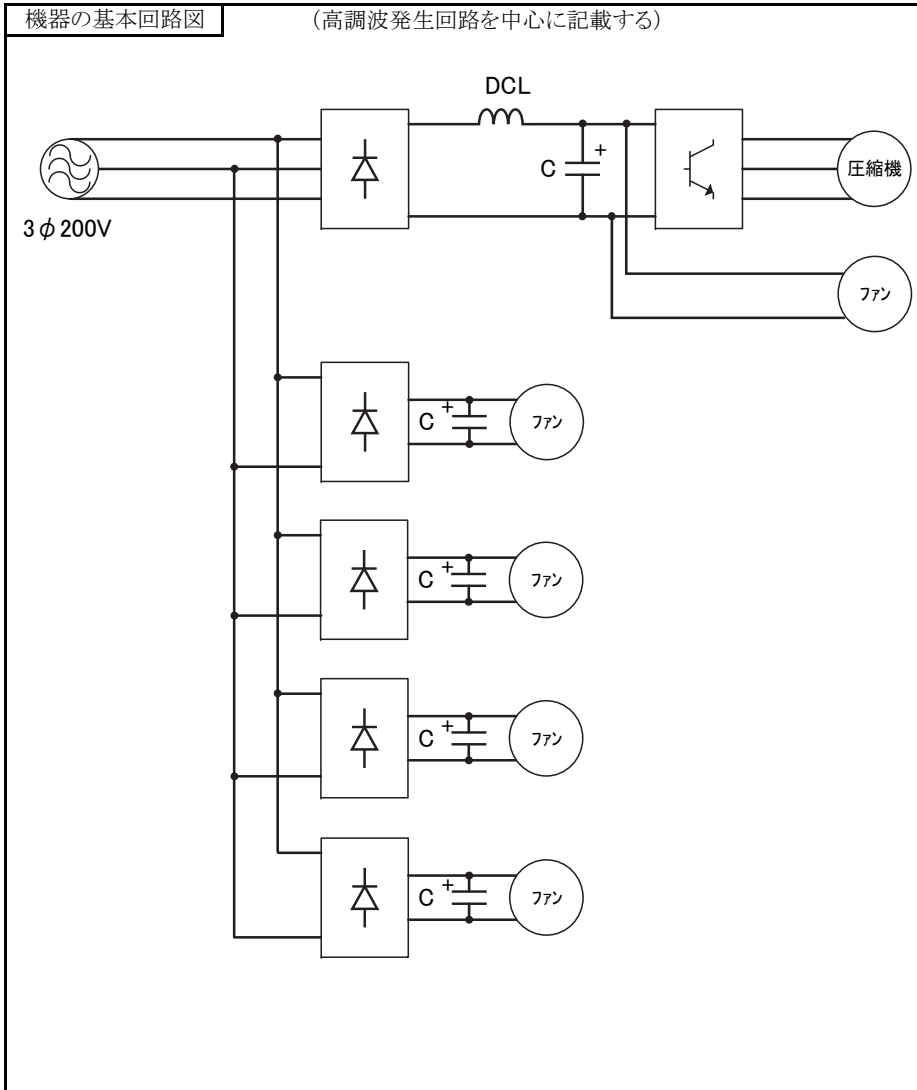 機器の基本回路図
(高調波発生回路を中心に記載する)
DCL
C
+
圧縮機
3φ200V
ファン
C
+
ファン
C
+
ファン
C
+
ファン
C
+
ファン